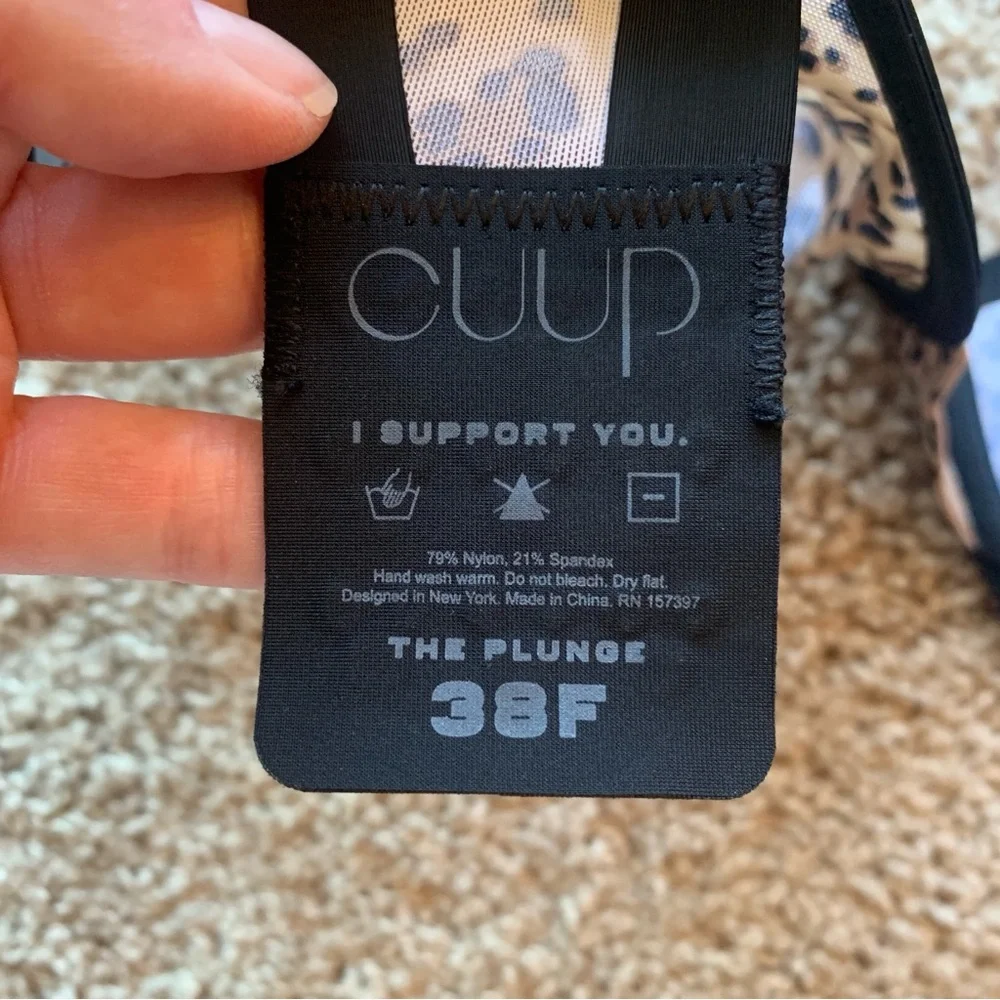 CUUP
I SUPPORT YOU.
79% Nylon, 21% Spandex
Hand wash warm. Do not bleach. Dry flat.
Designed in New York. Made in China. RN 157397
THE PLUNGE
38F